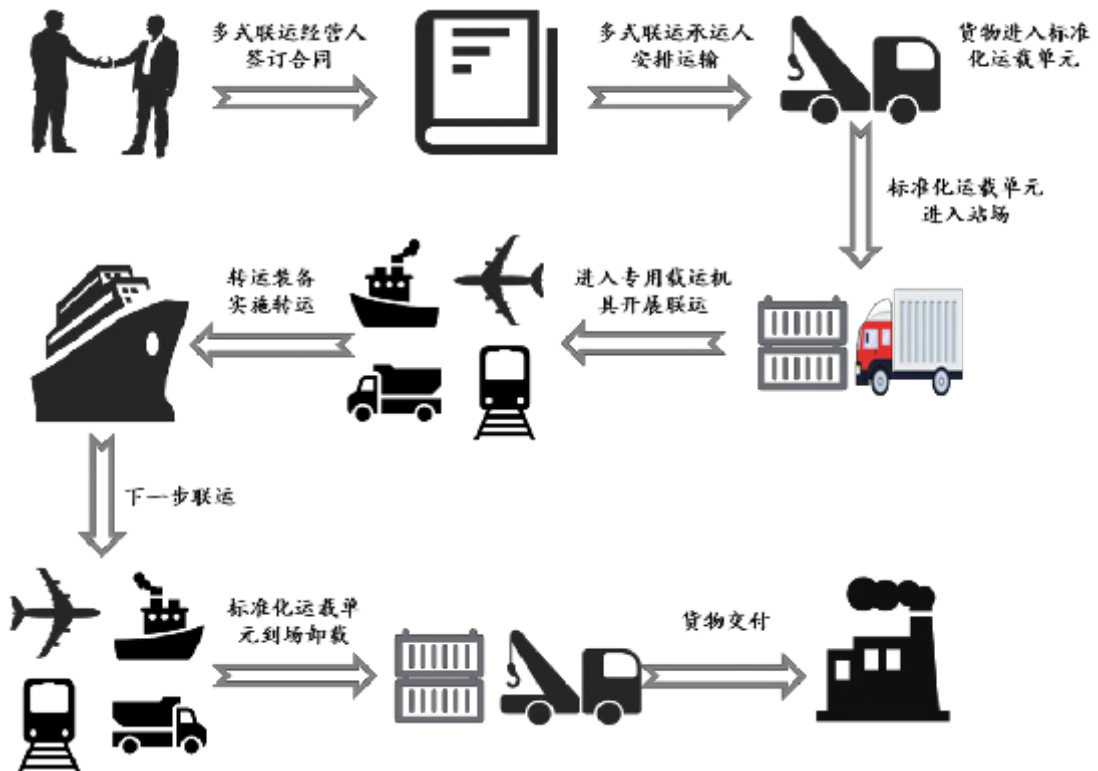 多式联运经营人
签订合同
多式联运承运人
安排运输
货物进入标准
化运载单元
标准化运载单元
进入站场
进入专用载运机
具开展联运
转运装备
实施转运
下一步联运
标准化运载单
元到场卸载
货物交付